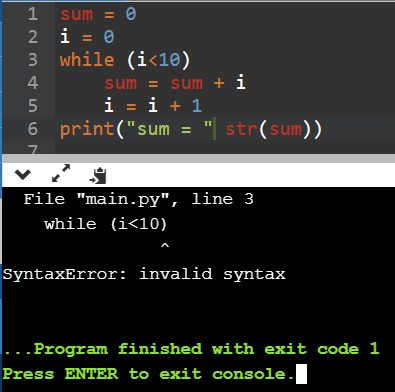 1 sum = 0
2 i = 0
3 while (i<10)
4     sum = sum + i
5     i = i + 1
6 print("sum = " str(sum))
7
  File "main.py", line 3
    while (i<10)
               ^
SyntaxError: invalid syntax
...Program finished with exit code 1
Press ENTER to exit console.